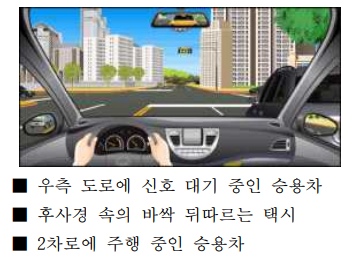 ■ 우측 도로에 신호 대기 중인 승용차
■ 후사경 속의 바싹 뒤따르는 택시
■ 2차로에 주행 중인 승용차